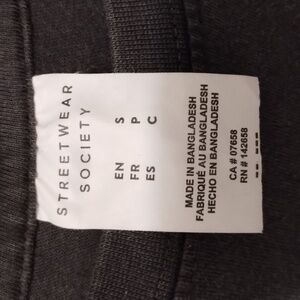 STREETWEAR
SOCIETY
EN S
FR P
ES C
MADE IN BANGLADESH
FABRIQUÉ AU BANGLADESH
HECHO EN BANGLADESH
CA # 07658
RN # 142658